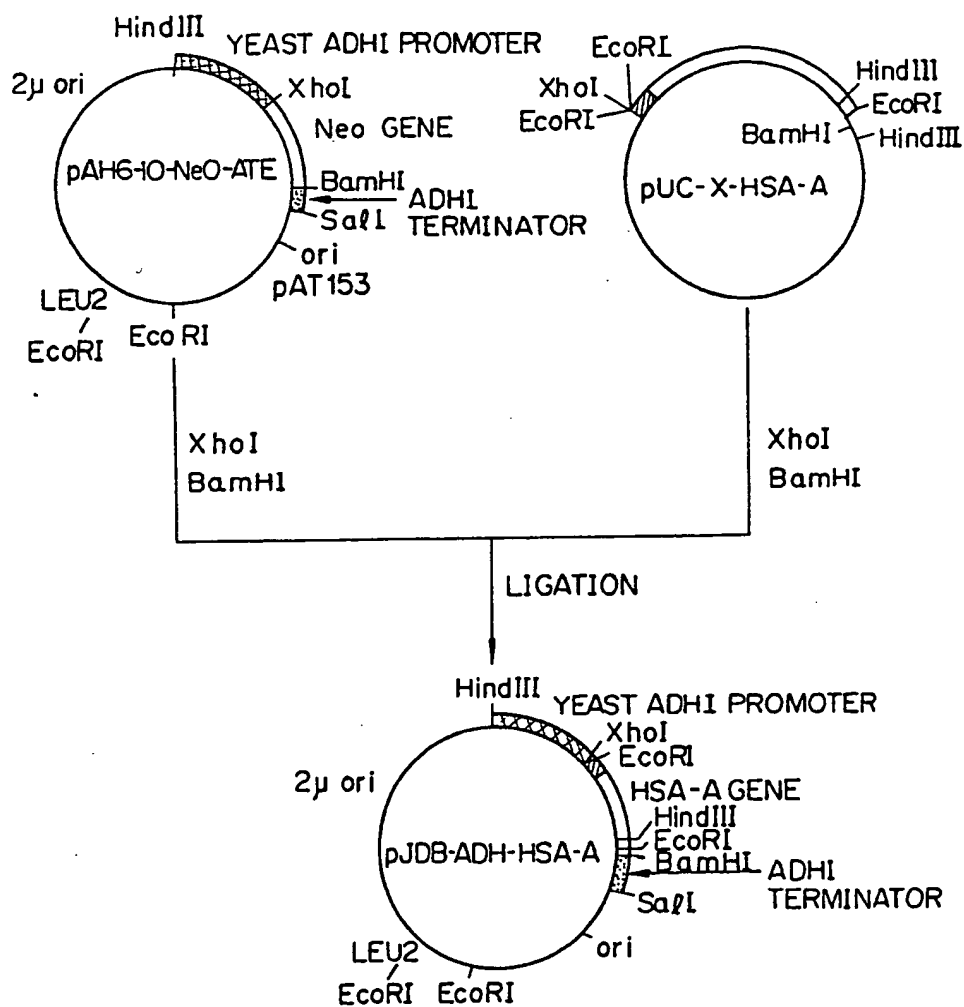 HindIII
YEAST ADHI PROMOTER
2μ ori
XhoI
Neo GENE
pAH6-10-NeO-ATE
BamHI
ADHI
TERMINATOR
SalI
ori
pAT153
LEU2
EcoRI
EcoRI
EcoRI
XhoI
EcoRI
HindIII
EcoRI
BamHI
HindIII
pUC-X-HSA-A
XhoI
BamHI
XhoI
BamHI
LIGATION
HindIII
YEAST ADHI PROMOTER
XhoI
EcoRI
2μ ori
HSA-A GENE
HindIII
EcoRI
BamHI
pJDB-ADH-HSA-A
ADHI
TERMINATOR
SalI
ori
LEU2
EcoRI
EcoRI